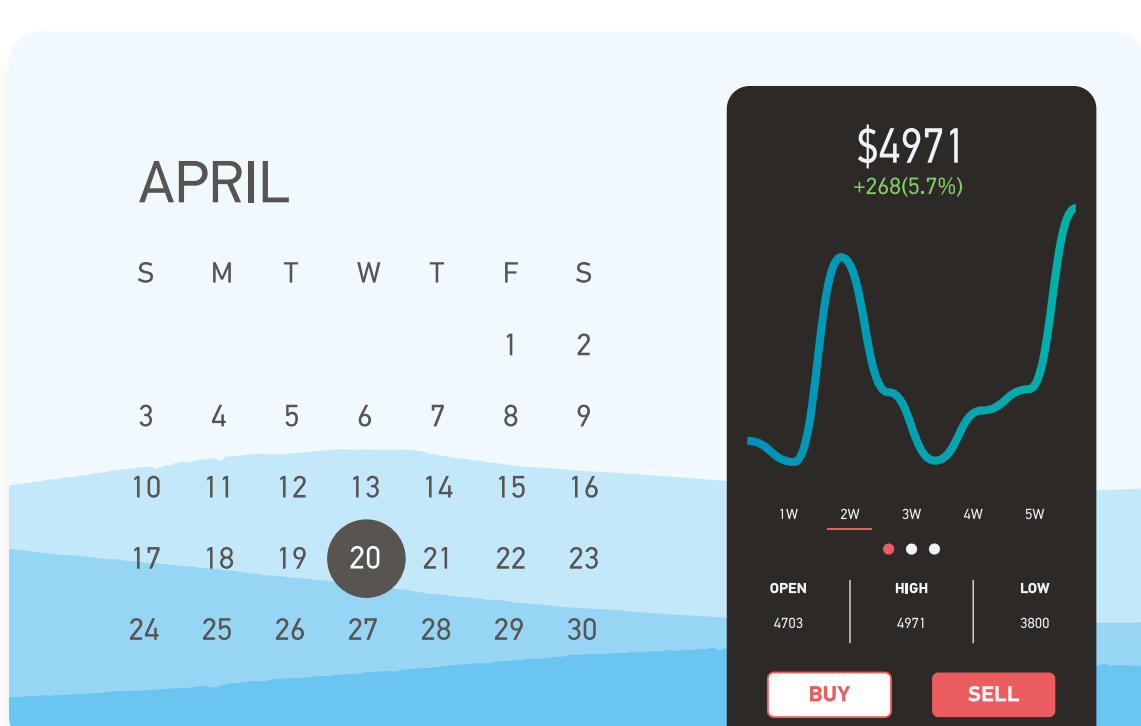 APRIL
S M T W T F S
1 2
3 4 5 6 7 8 9
10 11 12 13 14 15 16
17 18 19 20 21 22 23
24 25 26 27 28 29 30
$4971
+268(5.7%)
1W 2W 3W 4W 5W
OPEN HIGH LOW
4703 4971 3800
BUY SELL